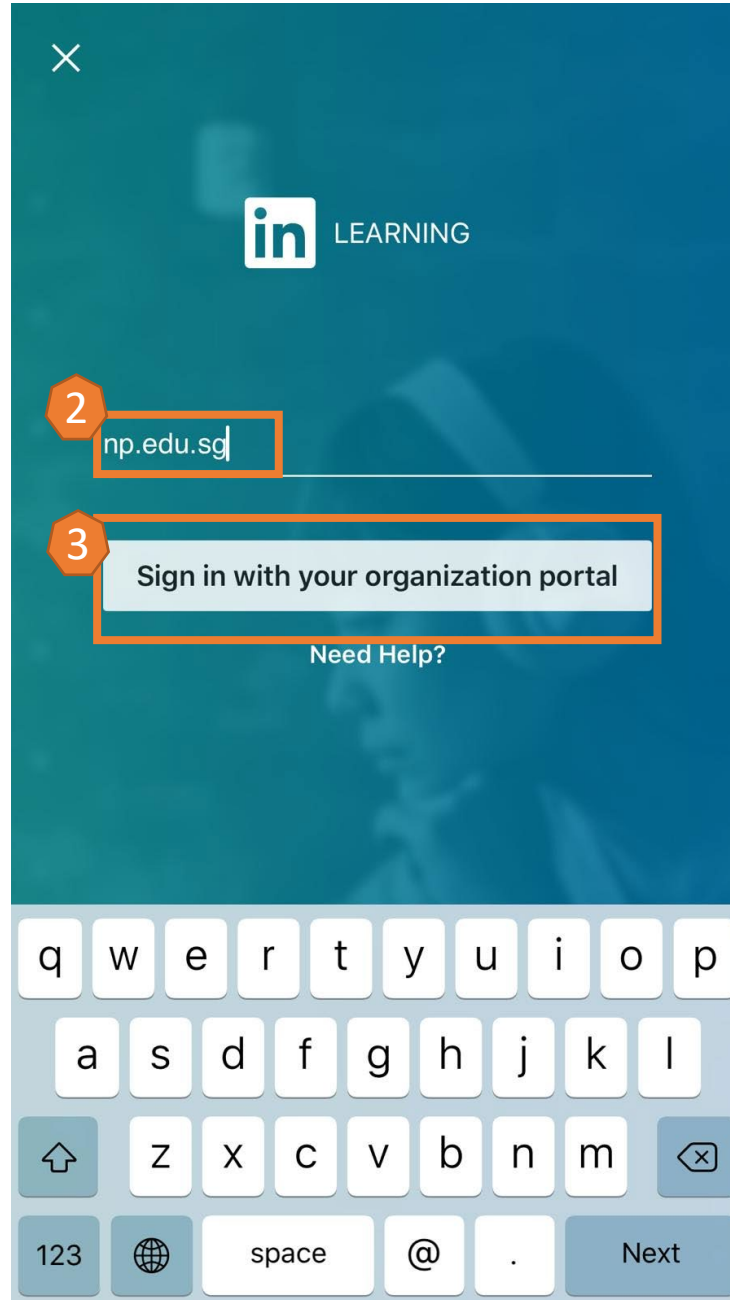 in LEARNING
2
np.edu.sg
3
Sign in with your organization portal
Need Help?
q w e r t y u i o p
a s d f g h j k l
z x c v b n m
123 space @ . Next